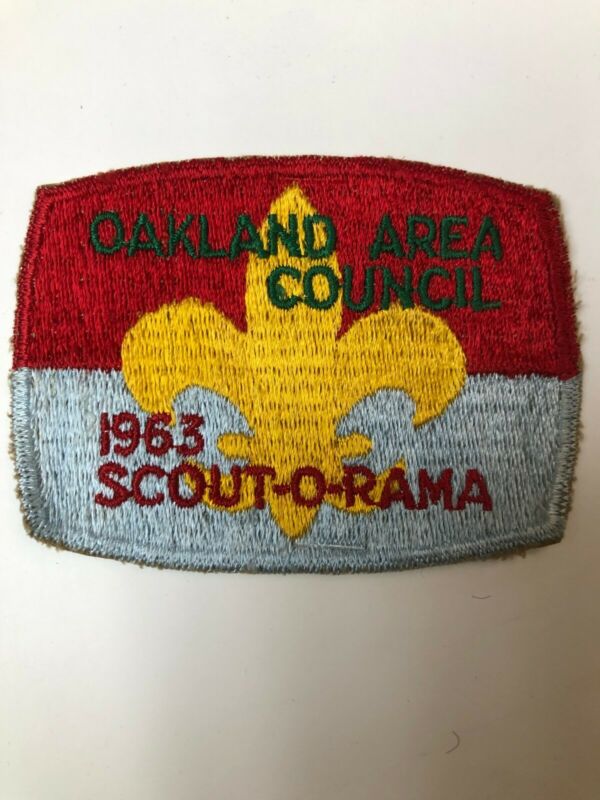 OAKLAND AREA
COUNCIL
1963
SCOUT-O-RAMA